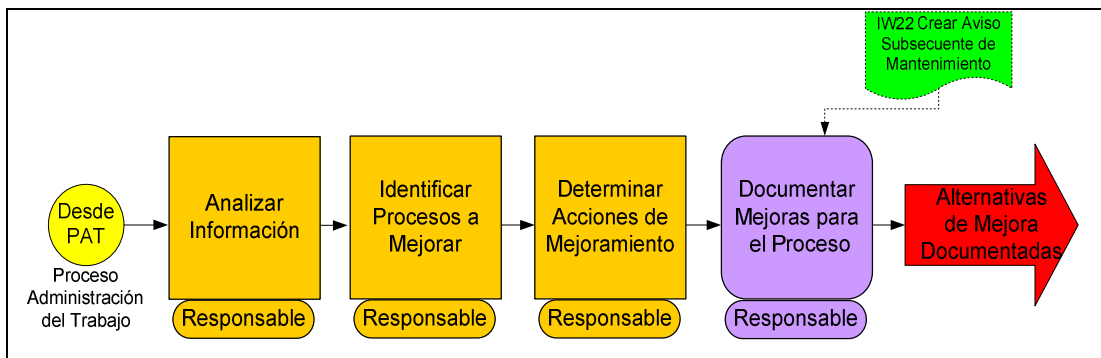 IW22 Crear Aviso
Subsecuente de
Mantenimiento
Desde
PAT
Proceso
Administración
del Trabajo
Analizar
Información
Responsable
Identificar
Procesos a
Mejorar
Responsable
Determinar
Acciones de
Mejoramiento
Responsable
Documentar
Mejoras para
el Proceso
Responsable
Alternativas
de Mejora
Documentadas